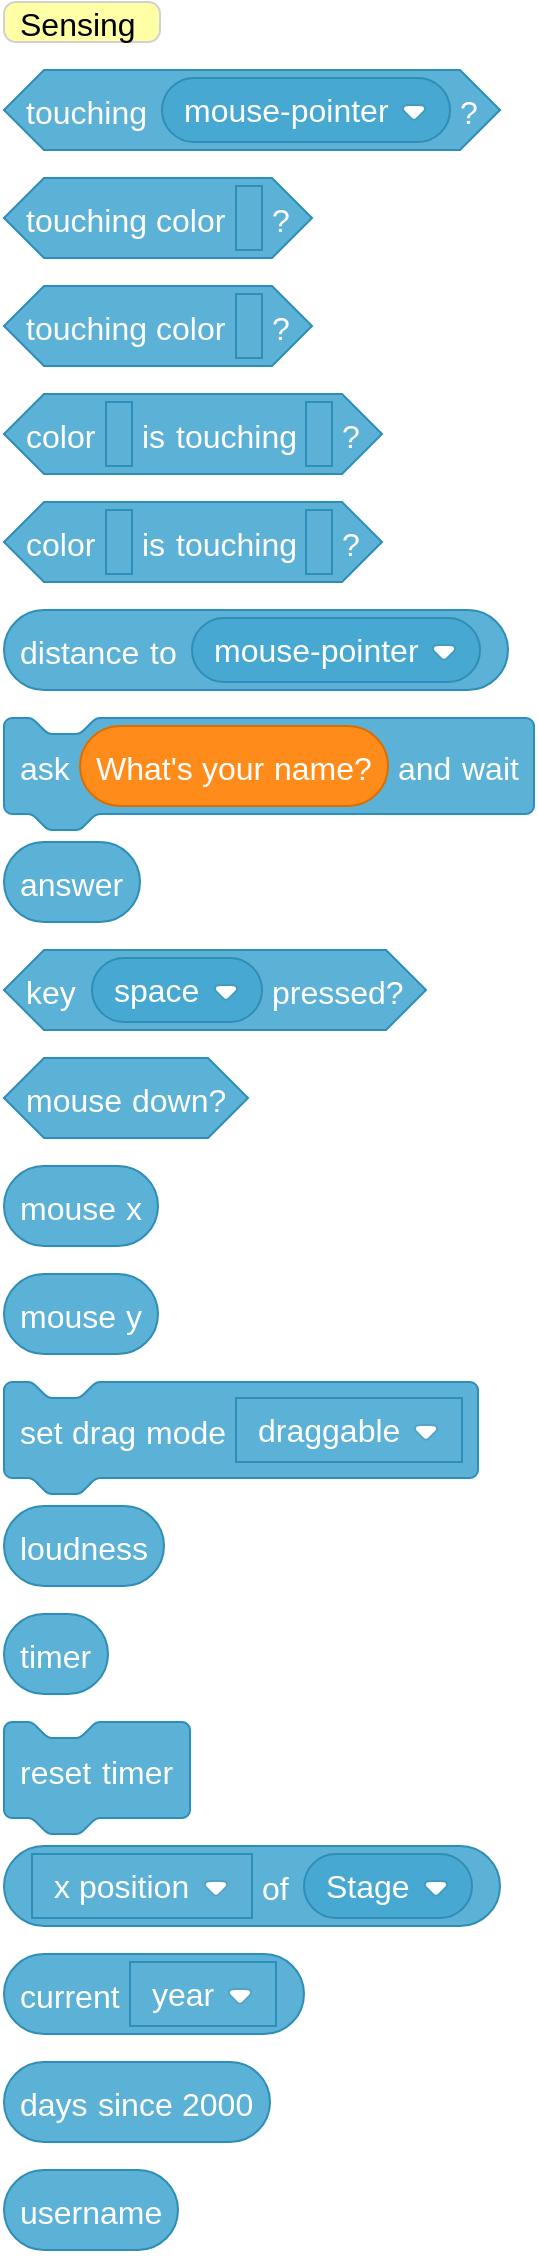 Sensing
touching mouse-pointer ?
touching color ?
touching color ?
color is touching ?
color is touching ?
distance to mouse-pointer
ask What's your name? and wait
answer
key space pressed?
mouse down?
mouse x
mouse y
set drag mode draggable
loudness
timer
reset timer
x position of Stage
current year
days since 2000
username